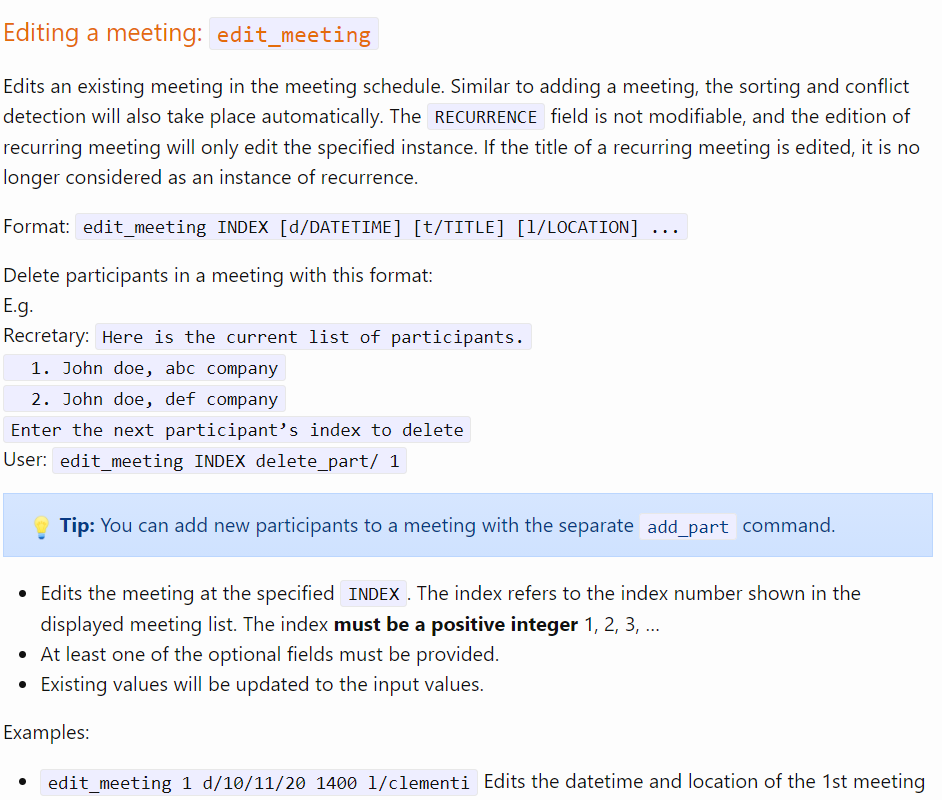 Editing a meeting: edit_meeting
Edits an existing meeting in the meeting schedule. Similar to adding a meeting, the sorting and conflict
detection will also take place automatically. The RECURRENCE field is not modifiable, and the edition of
recurring meeting will only edit the specified instance. If the title of a recurring meeting is edited, it is no
longer considered as an instance of recurrence.
Format: edit_meeting INDEX [d/DATETIME] [t/TITLE] [l/LOCATION] ...
Delete participants in a meeting with this format:
E.g.
Recretary: Here is the current list of participants.
1. John doe, abc company
2. John doe, def company
Enter the next participant’s index to delete
User: edit_meeting INDEX delete_part/ 1
💡 Tip: You can add new participants to a meeting with the separate add_part command.
• Edits the meeting at the specified INDEX. The index refers to the index number shown in the
displayed meeting list. The index must be a positive integer 1, 2, 3, …
• At least one of the optional fields must be provided.
• Existing values will be updated to the input values.
Examples:
• edit_meeting 1 d/10/11/20 1400 l/clementi Edits the datetime and location of the 1st meeting